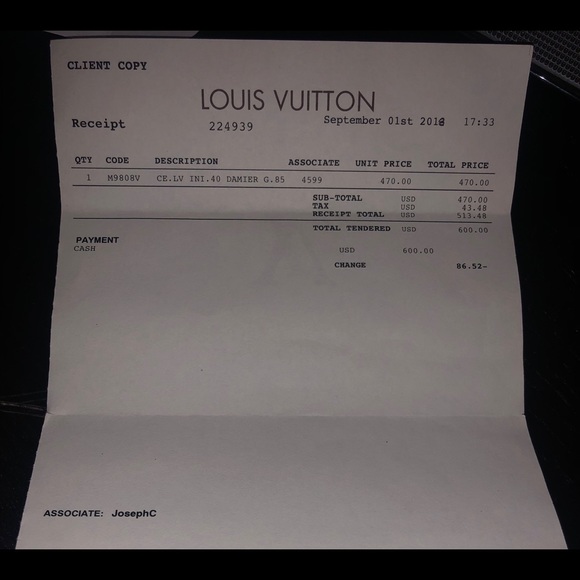 CLIENT COPY
LOUIS VUITTON
Receipt 224939 September 01st 2016 17:33
QTY CODE DESCRIPTION ASSOCIATE UNIT PRICE TOTAL PRICE
1 M9808V CE.LV INI.40 DAMIER G.85 4599 470.00 470.00
SUB-TOTAL USD 470.00
TAX USD 43.48
RECEIPT TOTAL USD 513.48
TOTAL TENDERED USD 600.00
PAYMENT
CASH USD 600.00
CHANGE 86.52-
ASSOCIATE: JosephC